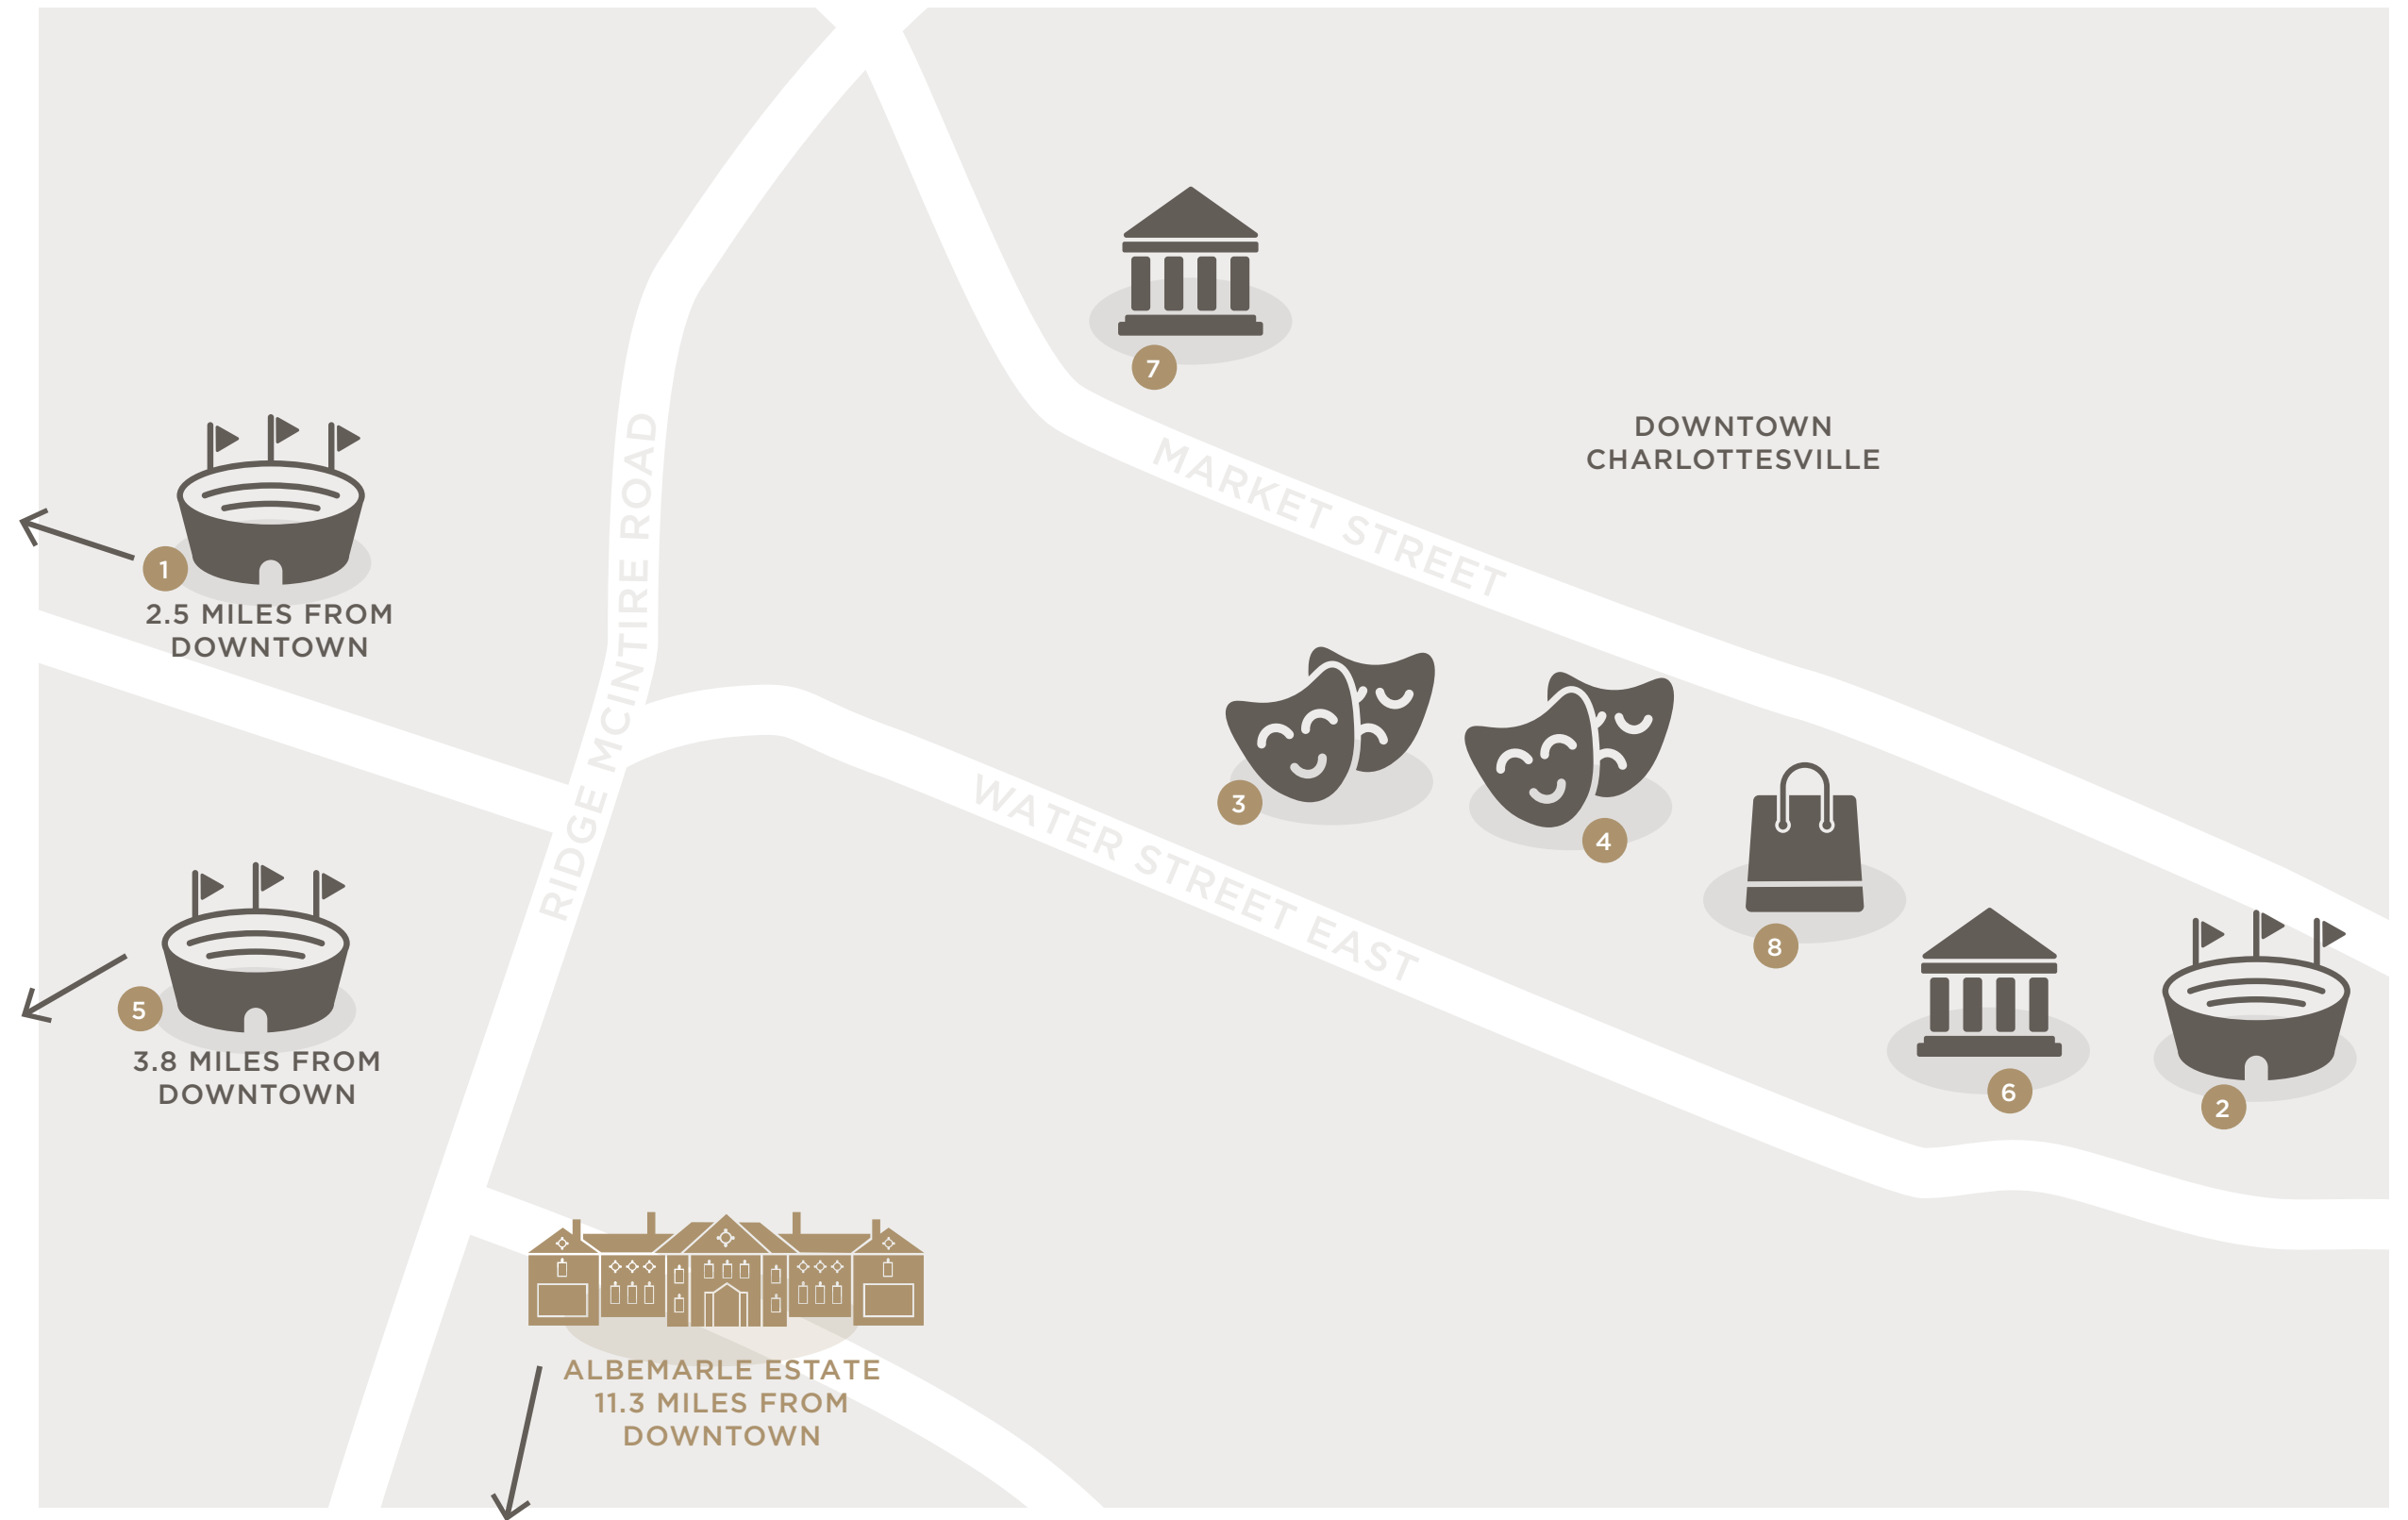 7
DOWNTOWN
CHARLOTTESVILLE
RIDGE MCINTIRE ROAD
MARKET STREET
1
2.5 MILES FROM
DOWNTOWN
WATER STREET EAST
3
4
8
5
3.8 MILES FROM
DOWNTOWN
6
2
ALBEMARLE ESTATE
11.3 MILES FROM
DOWNTOWN